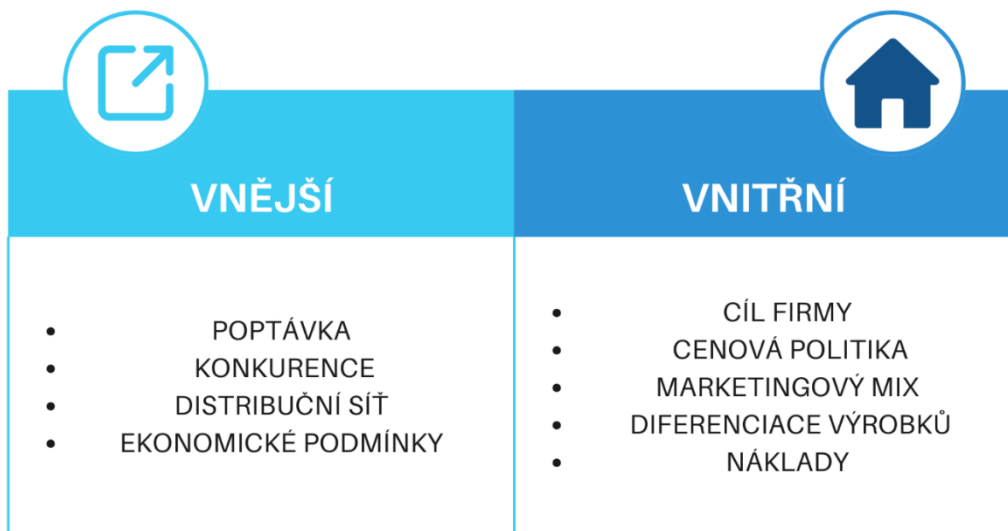 VNĚJŠÍ
POPTÁVKA
KONKURENCE
DISTRIBUČNÍ SÍŤ
EKONOMICKÉ PODMÍNKY
VNITŘNÍ
CÍL FIRMY
CENOVÁ POLITIKA
MARKETINGOVÝ MIX
DIFERENCIACE VÝROBKŮ
NÁKLADY